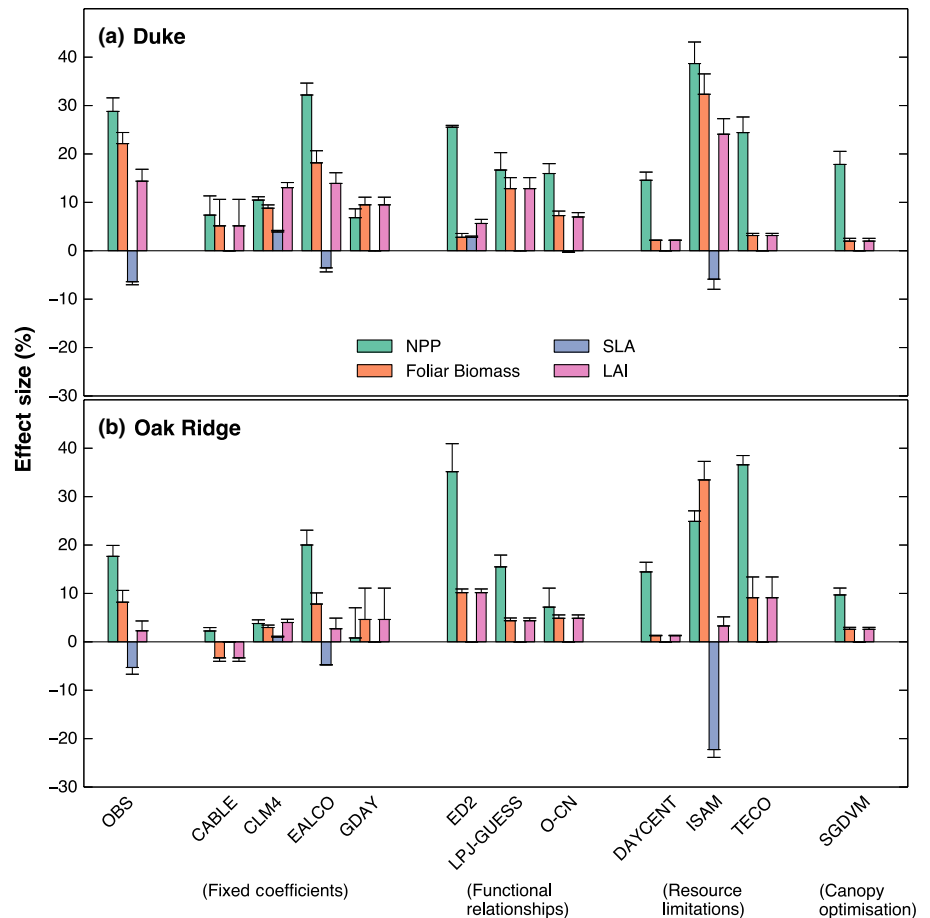 (a) Duke
40
30
20
10
0
−10
−20
−30
NPP
Foliar Biomass
SLA
LAI
Effect size (%)
(b) Oak Ridge
40
30
20
10
0
−10
−20
−30
OBS
CABLE
CLM4
EALCO
GDAY
ED2
LPJ-GUESS
O-CN
DAYCENT
ISAM
TECO
SGDVM
(Fixed coefficients)
(Functional
relationships)
(Resource
limitations)
(Canopy
optimisation)